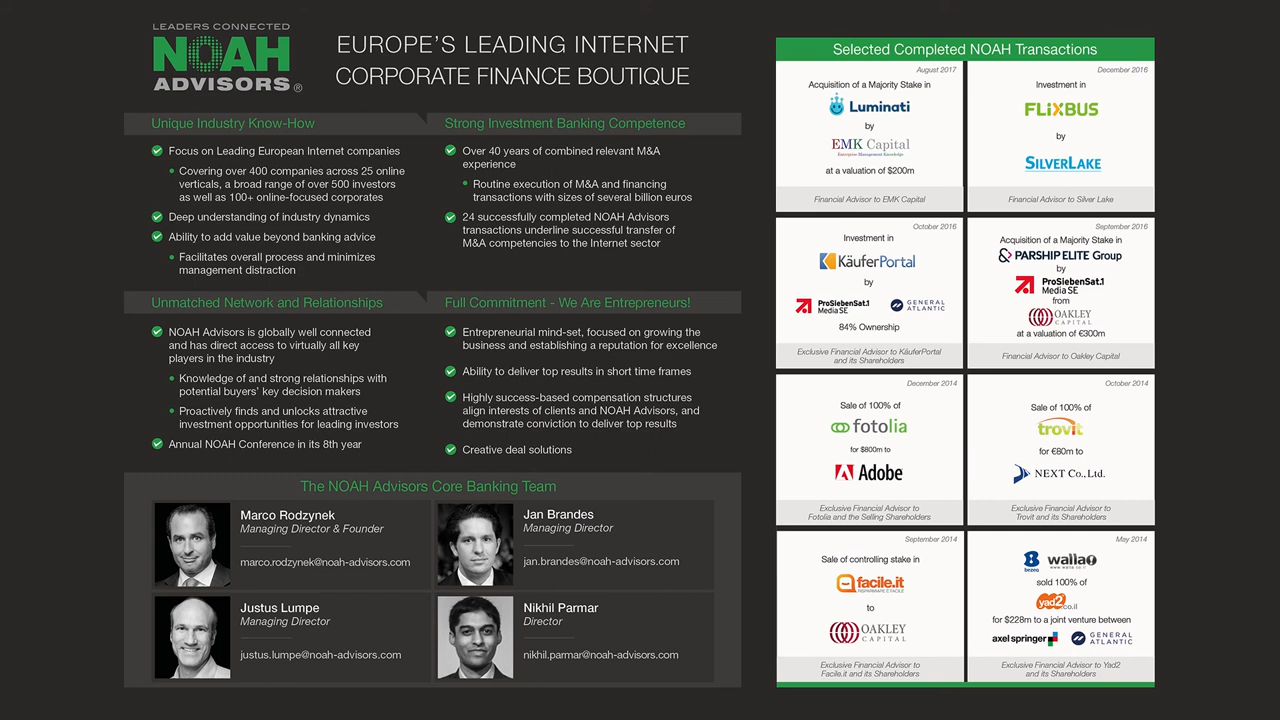 LEADERS CONNECTED
NOAH
ADVISORS®
EUROPE'S LEADING INTERNET
CORPORATE FINANCE BOUTIQUE
Unique Industry Know-How
Focus on Leading European Internet companies
Covering over 400 companies across 25 online
verticals, a broad range of over 500 investors
as well as 100+ online-focused corporates
Deep understanding of industry dynamics
Ability to add value beyond banking advice
Facilitates overall process and minimizes
management distraction
Strong Investment Banking Competence
Over 40 years of combined relevant M&A
experience
Routine execution of M&A and financing
transactions with sizes of several billion euros
24 successfully completed NOAH Advisors
transactions underline successful transfer of
M&A competencies to the Internet sector
Unmatched Network and Relationships
NOAH Advisors is globally well connected
and has direct access to virtually all key
players in the industry
Knowledge of and strong relationships with
potential buyers' key decision makers
Proactively finds and unlocks attractive
investment opportunities for leading investors
Annual NOAH Conference in its 8th year
Full Commitment - We Are Entrepreneurs!
Entrepreneurial mind-set, focused on growing the
business and establishing a reputation for excellence
Ability to deliver top results in short time frames
Highly success-based compensation structures
align interests of clients and NOAH Advisors, and
demonstrate conviction to deliver top results
Creative deal solutions
The NOAH Advisors Core Banking Team
Marco Rodzynek
Managing Director & Founder
marco.rodzynek@noah-advisors.com
Jan Brandes
Managing Director
jan.brandes@noah-advisors.com
Justus Lumpe
Managing Director
justus.lumpe@noah-advisors.com
Nikhil Parmar
Director
nikhil.parmar@noah-advisors.com
Selected Completed NOAH Transactions
August 2017
Acquisition of a Majority Stake in
Luminati
by
EMK Capital
Enterprise Management Knowledge
at a valuation of $200m
Financial Advisor to EMK Capital
December 2016
Investment in
FLiXBUS
by
SILVERLAKE
Financial Advisor to Silver Lake
October 2016
Investment in
KäuferPortal
by
ProSiebenSat.1
Media SE
GENERAL
ATLANTIC
84% Ownership
Exclusive Financial Advisor to KäuferPortal
and its Shareholders
September 2016
Acquisition of a Majority Stake in
PARSHIP ELITE Group
by
ProSiebenSat.1
Media SE
from
OAKLEY
CAPITAL
at a valuation of €300m
Financial Advisor to Oakley Capital
December 2014
Sale of 100% of
fotolia
for $800m to
Adobe
Exclusive Financial Advisor to
Fotolia and the Selling Shareholders
October 2014
Sale of 100% of
trovit
for €80m to
NEXT Co., Ltd.
Exclusive Financial Advisor to
Trovit and its Shareholders
September 2014
Sale of controlling stake in
facile.it
RISPARMIARE È FACILE
to
OAKLEY
CAPITAL
Exclusive Financial Advisor to
Facile.it and its Shareholders
May 2014
bezeq
walla!
www.walla.co.il
sold 100% of
yad2.co.il
for $228m to a joint venture between
axel springer
GENERAL
ATLANTIC
Exclusive Financial Advisor to Yad2
and its Shareholders